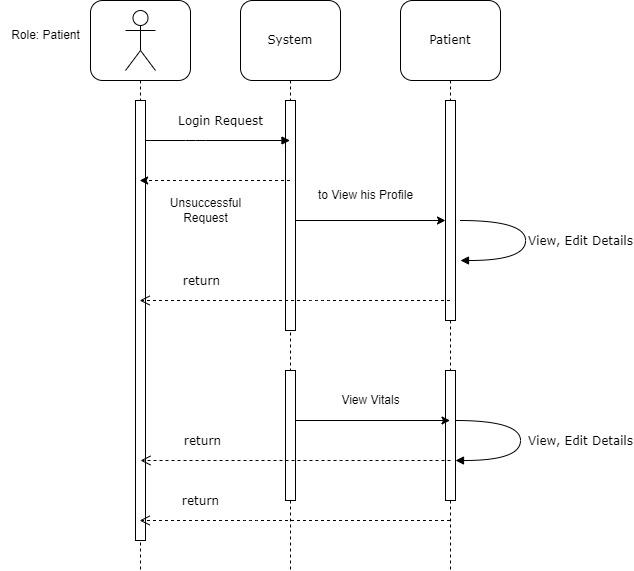 Role: Patient
System
Patient
Login Request
Unsuccessful
Request
to View his Profile
View, Edit Details
return
View Vitals
return
View, Edit Details
return